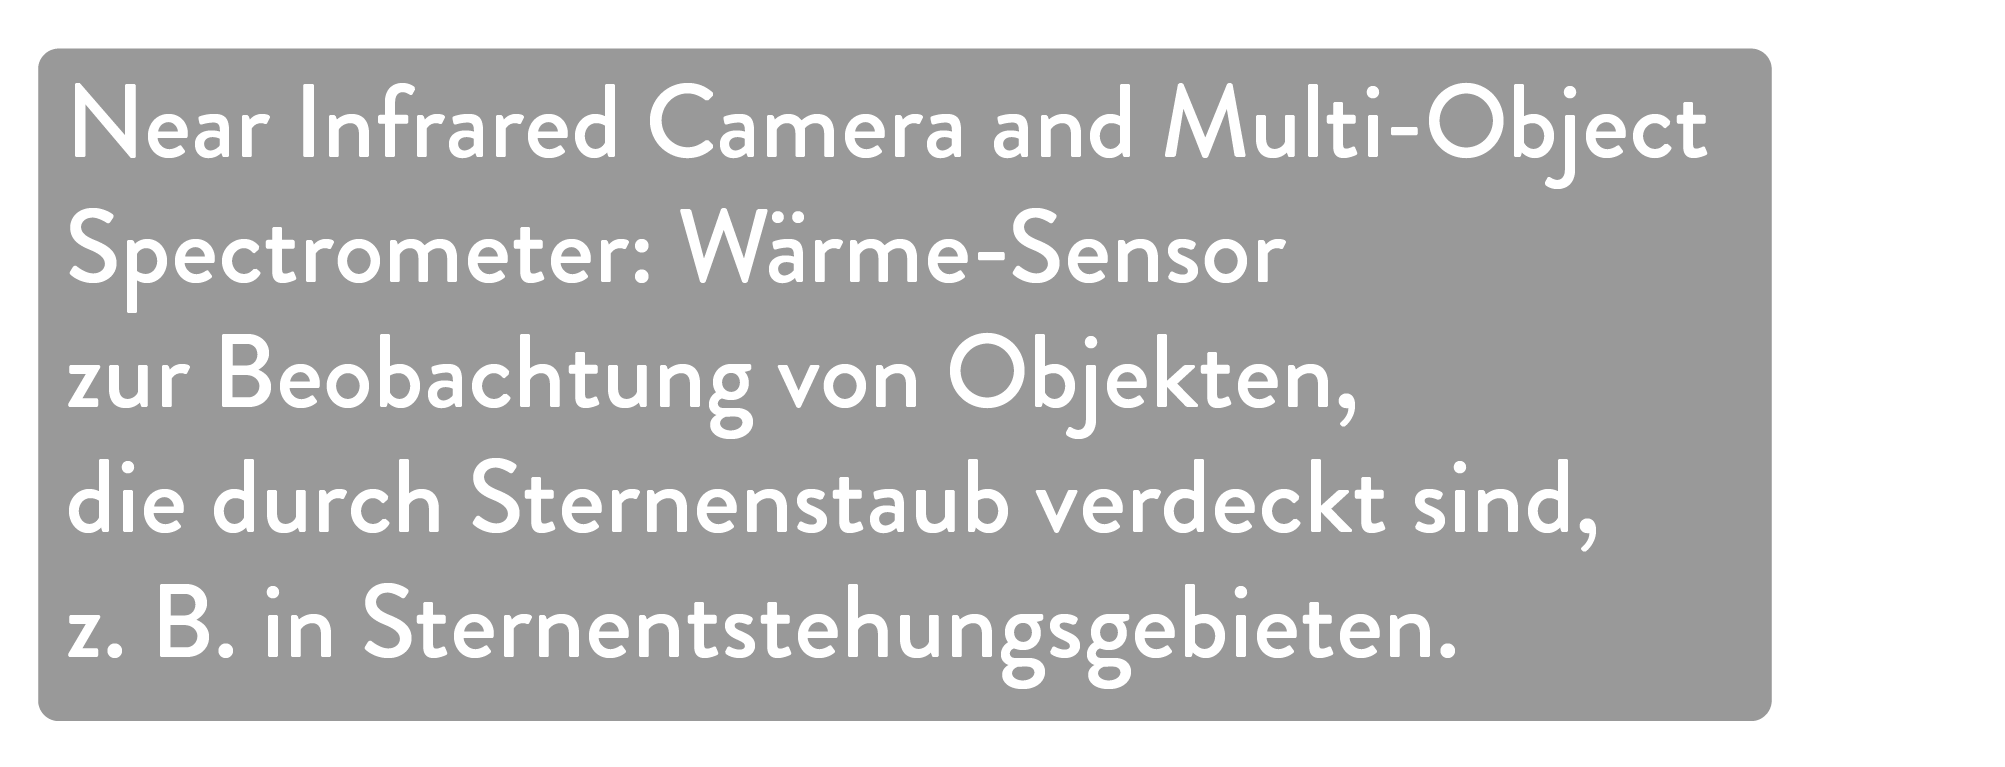 Near Infrared Camera and Multi-Object
Spectrometer: Wärme-Sensor
zur Beobachtung von Objekten,
die durch Sternenstaub verdeckt sind,
z. B. in Sternentstehungsgebieten.